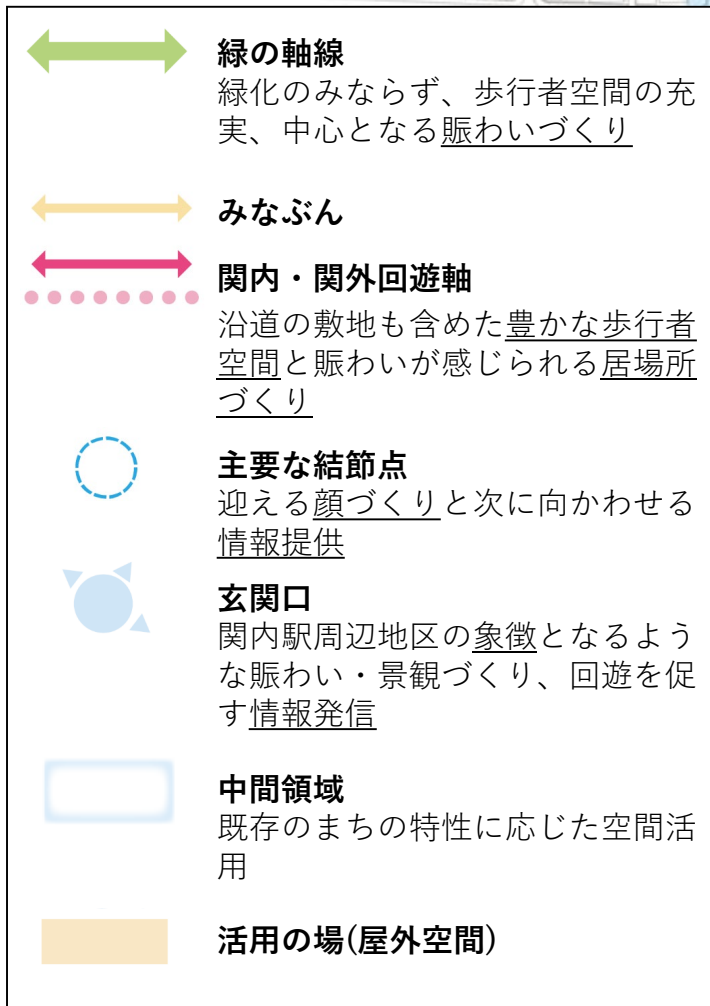 緑の軸線
緑化のみならず、歩行者空間の充
実、中心となる賑わいづくり
みなぶん
関内・関外回遊軸
沿道の敷地も含めた豊かな歩行者
空間と賑わいが感じられる居場所
づくり
主要な結節点
迎える顔づくりと次に向かわせる
情報提供
玄関口
関内駅周辺地区の象徴となるよう
な賑わい・景観づくり、回遊を促
す情報発信
中間領域
既存のまちの特性に応じた空間活
用
活用の場(屋外空間)